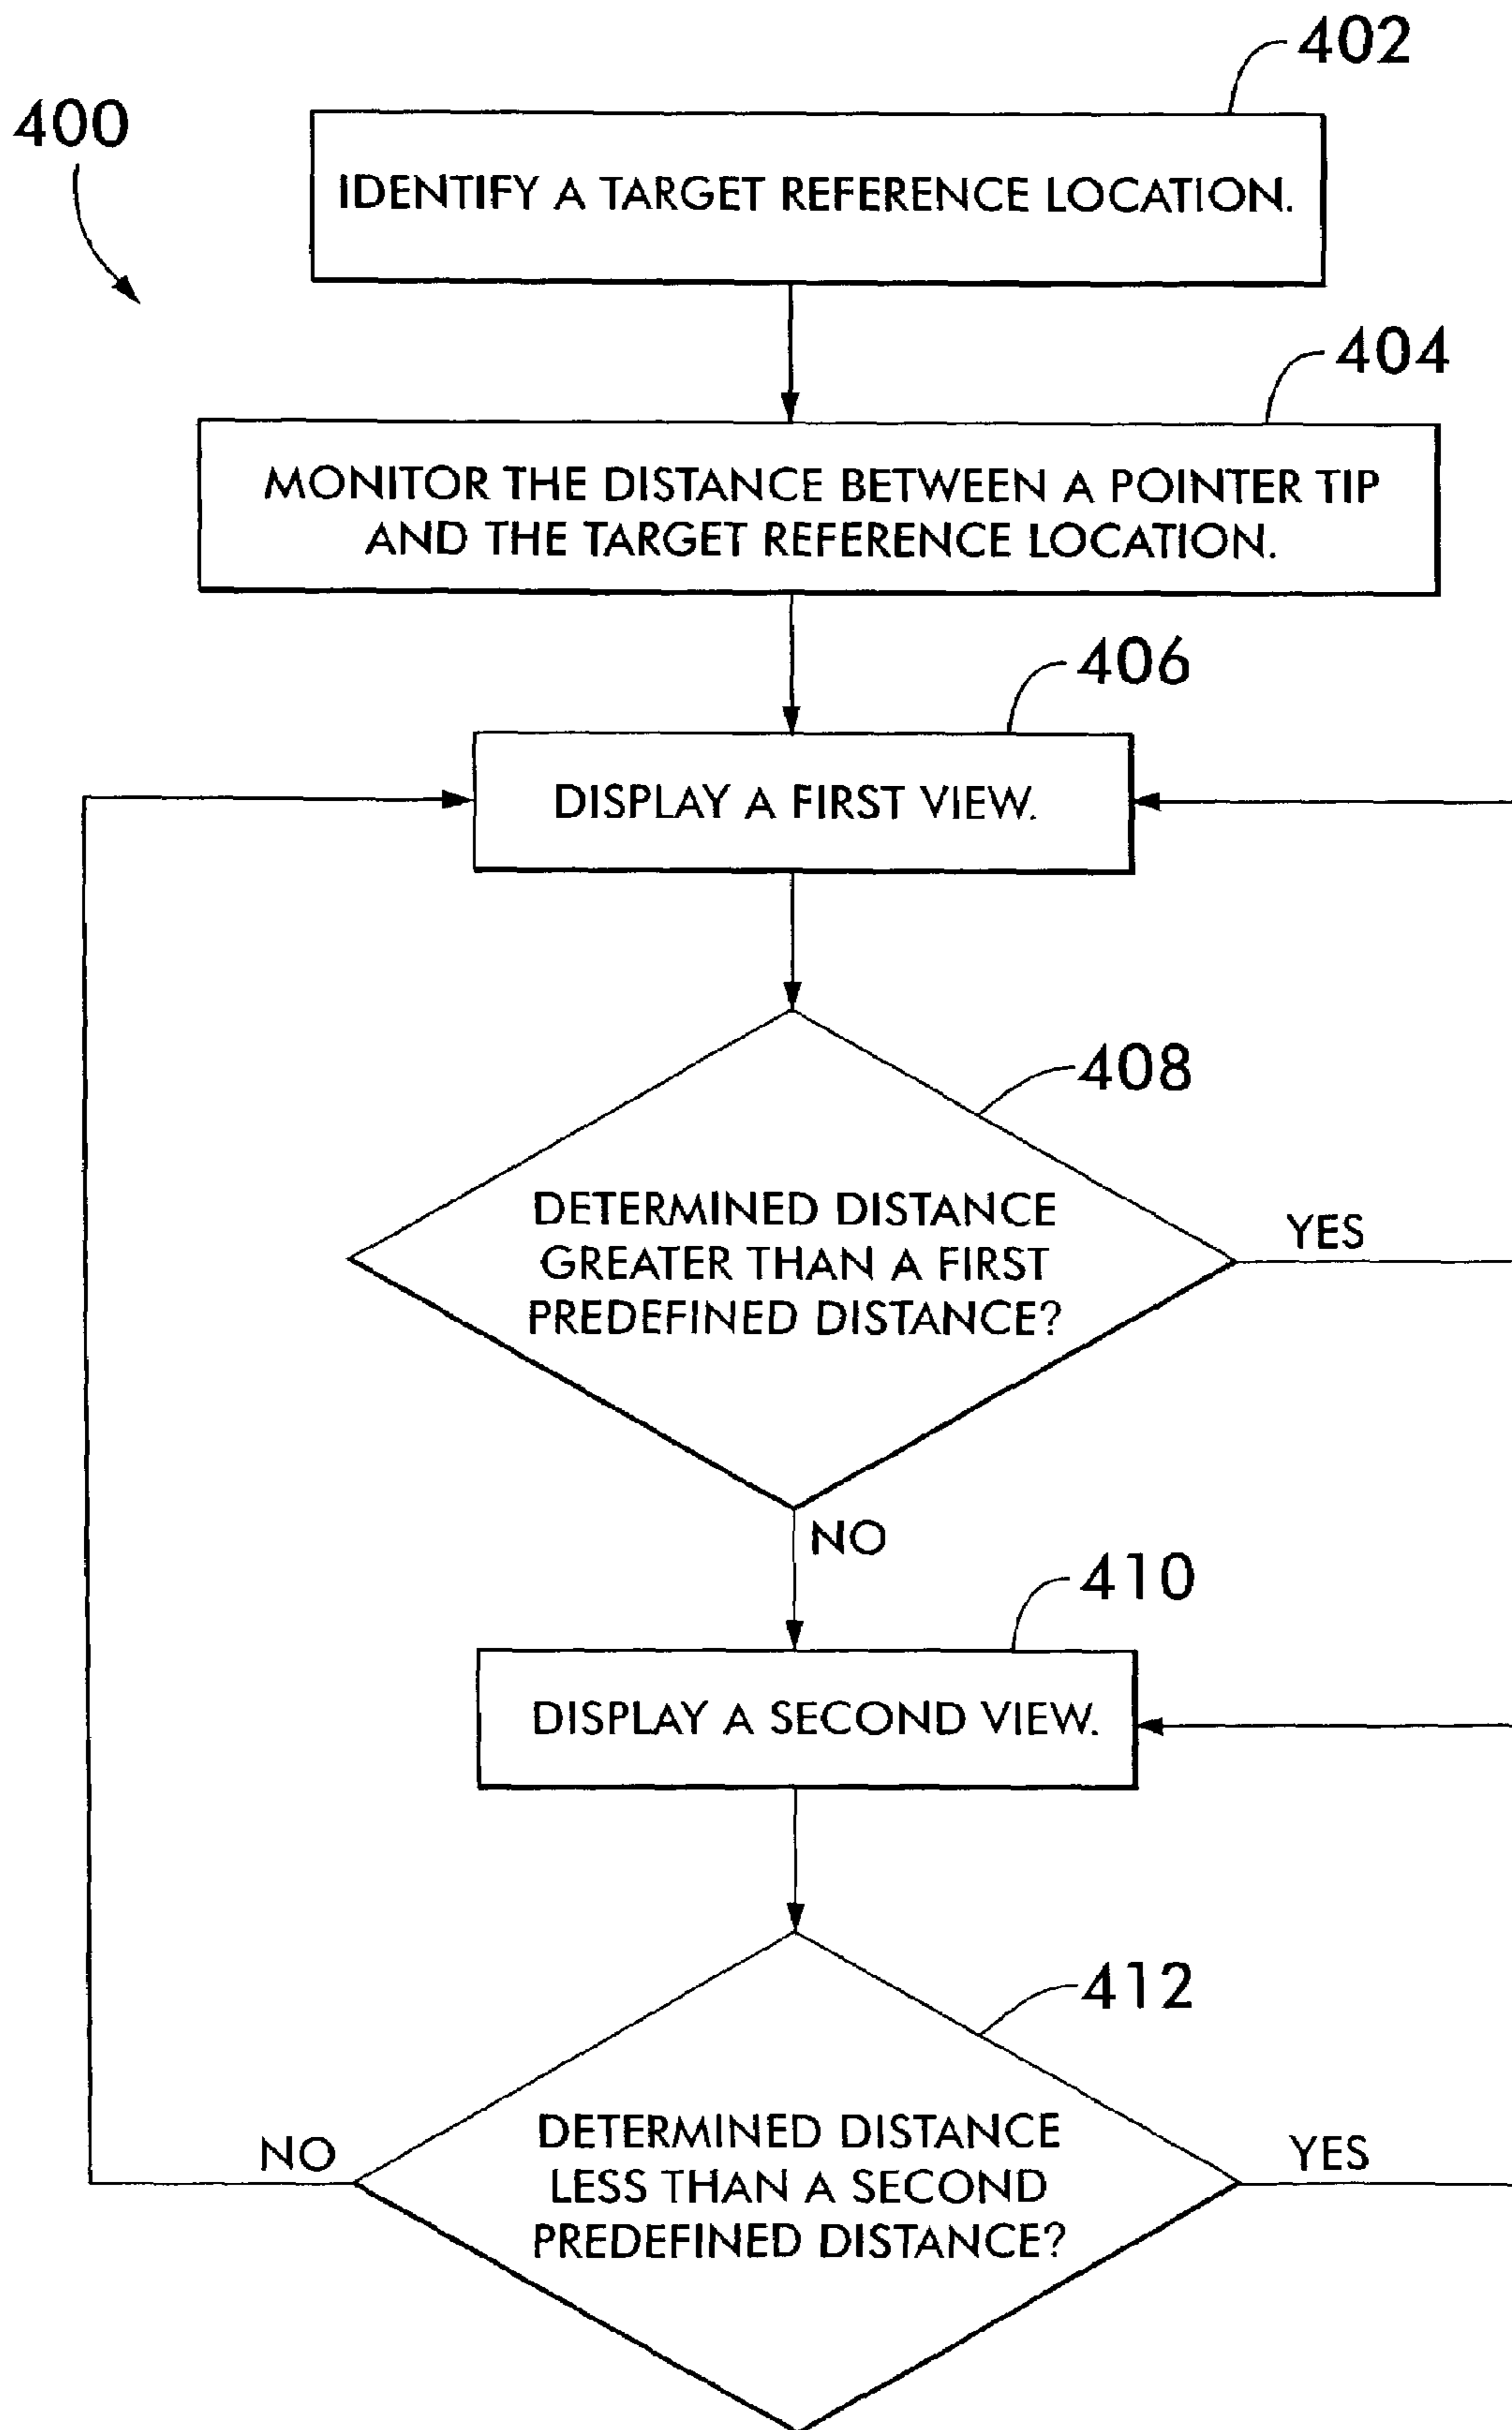 402
400
IDENTIFY A TARGET REFERENCE LOCATION.
404
MONITOR THE DISTANCE BETWEEN A POINTER TIP
AND THE TARGET REFERENCE LOCATION.
406
DISPLAY A FIRST VIEW.
408
DETERMINED DISTANCE
GREATER THAN A FIRST
PREDEFINED DISTANCE?
YES
NO
410
DISPLAY A SECOND VIEW.
412
DETERMINED DISTANCE
LESS THAN A SECOND
PREDEFINED DISTANCE?
NO
YES